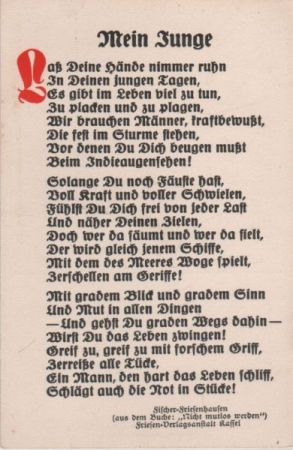 Mein Junge
Laß Deine Hände nimmer ruhn
In Deinen jungen Tagen,
Es gibt im Leben viel zu tun,
Zu placken und zu plagen,
Wir brauchen Männer, kraftbewußt,
Die fest im Sturme stehen,
Vor denen Du Dich beugen mußt
Beim Indieaugensehen!
Solange Du noch Fäuste hast,
Voll Kraft und voller Schwielen,
Fühlst Du Dich frei von jeder Last
Und näher Deinen Zielen,
Doch wer da säumt und wer da fielt,
Der wird gleich jenem Schiffe,
Mit dem des Meeres Woge spielt,
Zerschellen am Geriffe!
Mit gradem Blick und gradem Sinn
Und Mut in allen Dingen
— Und gehst Du graden Wegs dahin —
Wirst Du das Leben zwingen!
Greif zu, greif zu mit forschem Griff,
Zerreiße alle Tücke,
Ein Mann, den hart das Leben schliff,
Schlägt auch die Not in Stücke!
Fischer-Friesenhausen
(aus dem Buche: „Nicht mutlos werden“)
Friesen-Verlagsanstalt Kassel